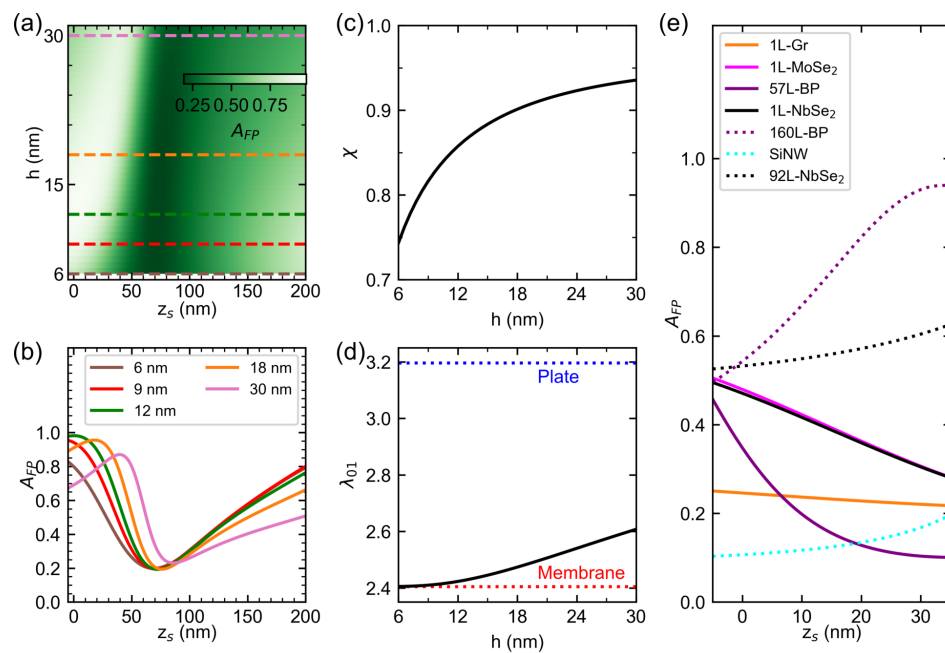 (a)
30
15
6
h (nm)
0.25 0.50 0.75
A_FP
0 50 100 150 200
z_s (nm)
(b)
6 nm
9 nm
12 nm
18 nm
30 nm
1.0
0.8
0.6
0.4
0.2
0.0
A_FP
0 50 100 150 200
z_s (nm)
(c)
1.0
0.9
0.8
0.7
χ
6 12 18 24 30
h (nm)
(d)
3.2
3.0
2.8
2.6
2.4
λ_01
Plate
Membrane
6 12 18 24 30
h (nm)
(e)
1L-Gr
1L-MoSe₂
57L-BP
1L-NbSe₂
160L-BP
SiNW
92L-NbSe₂
1.0
0.8
0.6
0.4
0.2
0.0
A_FP
0 10 20 30
z_s (nm)